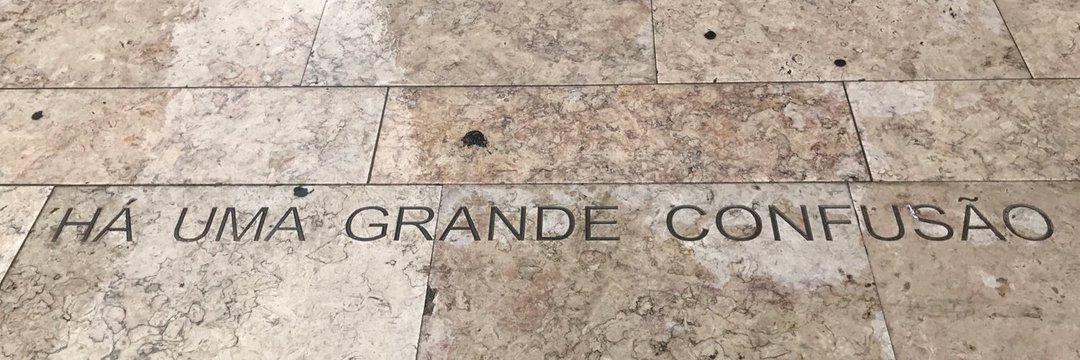 HÁ UMA GRANDE CONFUSÃO